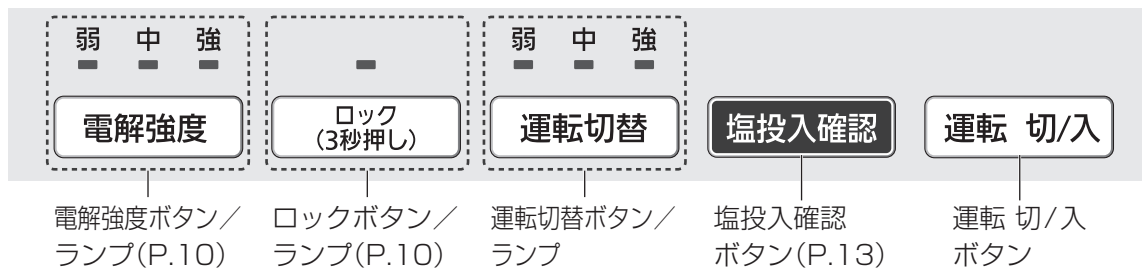 弱 中 強
弱 中 強
電解強度
ロック
(3秒押し)
運転切替
塩投入確認
運転 切/入
電解強度ボタン／
ランプ(P.10)
ロックボタン／
ランプ(P.10)
運転切替ボタン／
ランプ
塩投入確認
ボタン(P.13)
運転 切/入
ボタン